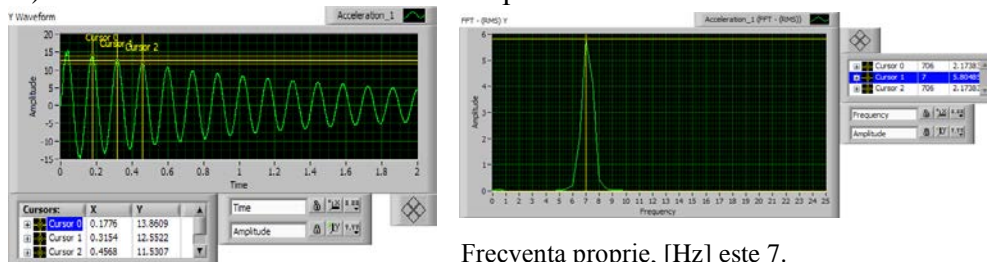 Y Waveform
Acceleration_1
Cursor 0
Cursor 2
Amplitude
20
15
10
5
0
-5
-10
-15
0 0.2 0.4 0.6 0.8 1 1.2 1.4 1.6 1.8 2
Time
Cursors: X Y
Cursor 0 0.1776 13.8609
Cursor 1 0.3154 12.5522
Cursor 2 0.4568 11.5307
Time
Amplitude
FFT - (RMS) Y
Acceleration_1 (FFT - (RMS))
Amplitude
6
5
4
3
2
1
0
0 1 2 3 4 5 6 7 8 9 10 11 12 13 14 15 16 17 18 19 20 21 22 23 24 25
Frequency
Cursor 0 706
Cursor 1 7
Cursor 2 706
Frequency
Amplitude
Frecventa proprie, [Hz] este 7.